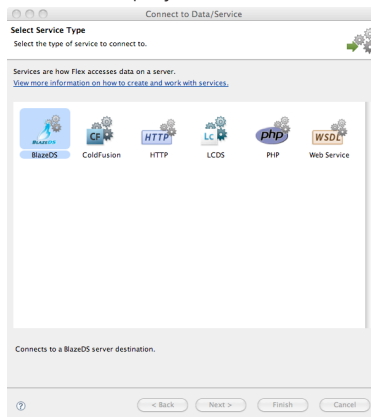 Connect to Data/Service
Select Service Type
Select the type of service to connect to.
Services are how Flex accesses data on a server.
View more information on how to create and work with services.
BLAZEDS
CF
HTTP
LC
php
WSDL
BlazeDS
ColdFusion
HTTP
LCDS
PHP
Web Service
Connects to a BlazeDS server destination.
?
< Back
Next >
Finish
Cancel